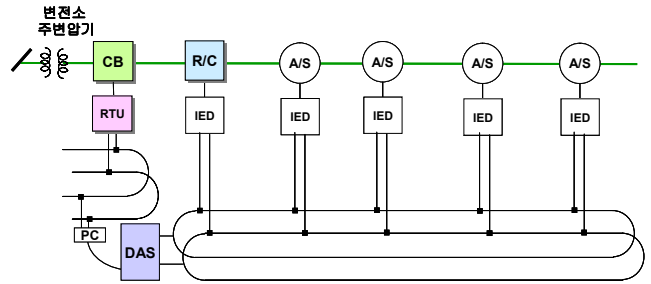 변전소
주변압기
CB
R/C
A/S
A/S
A/S
A/S
RTU
IED
IED
IED
IED
IED
PC
DAS